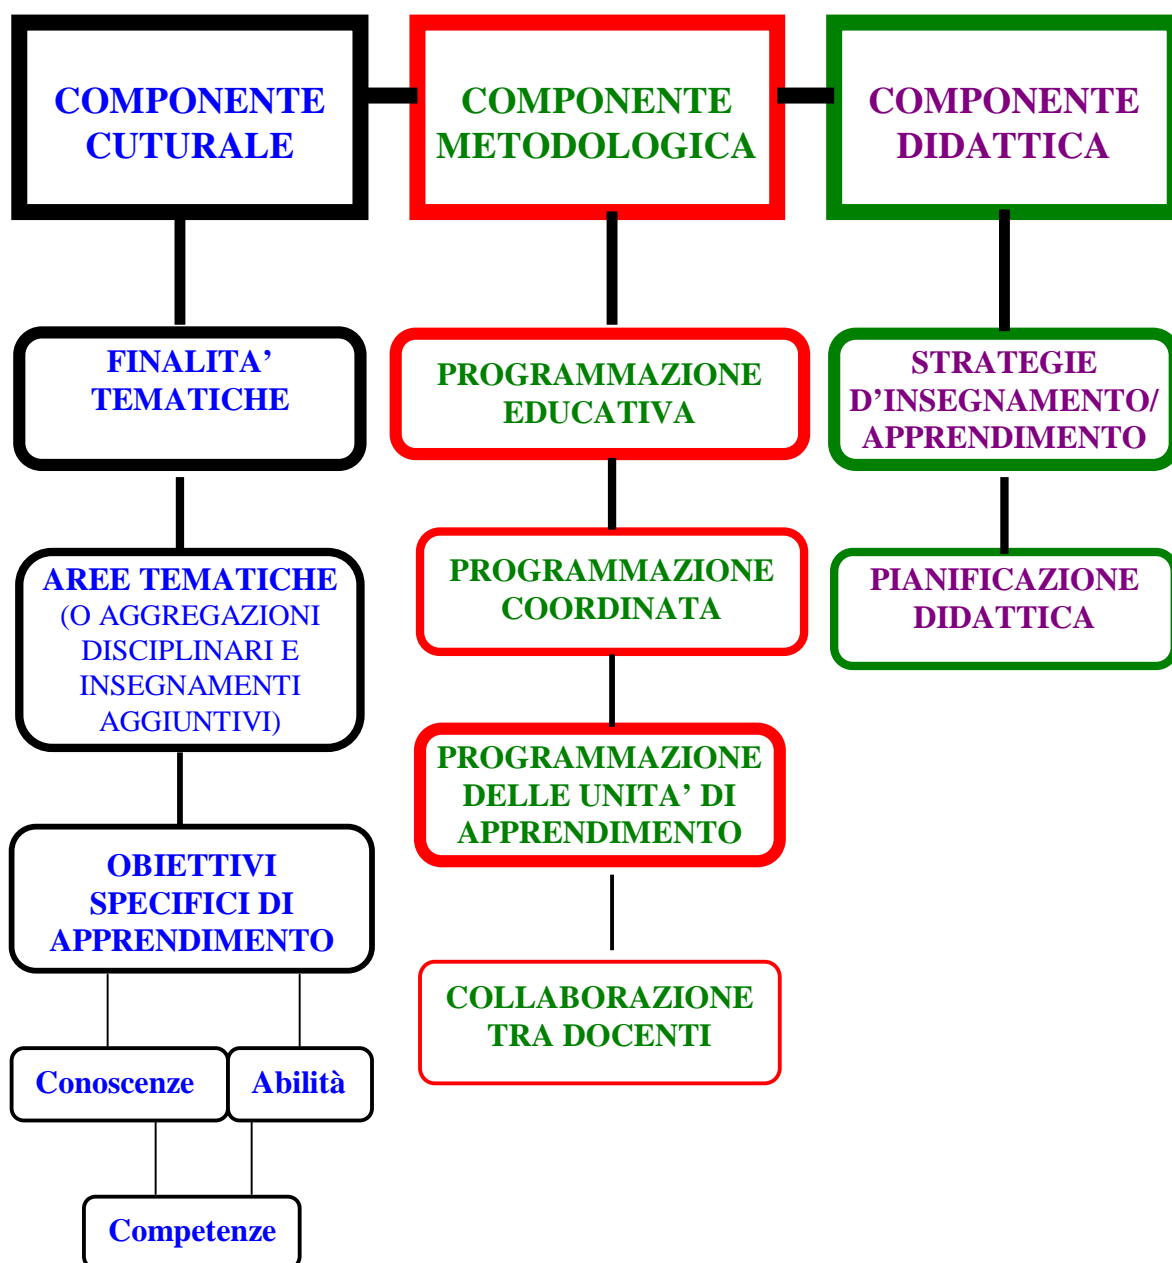 COMPONENTE
CUTURALE
COMPONENTE
METODOLOGICA
COMPONENTE
DIDATTICA
FINALITA’
TEMATICHE
PROGRAMMAZIONE
EDUCATIVA
STRATEGIE
D’INSEGNAMENTO/
APPRENDIMENTO
AREE TEMATICHE
(O AGGREGAZIONI
DISCIPLINARI E
INSEGNAMENTI
AGGIUNTIVI)
PROGRAMMAZIONE
COORDINATA
PIANIFICAZIONE
DIDATTICA
PROGRAMMAZIONE
DELLE UNITA’ DI
APPRENDIMENTO
OBIETTIVI
SPECIFICI DI
APPRENDIMENTO
COLLABORAZIONE
TRA DOCENTI
Conoscenze
Abilità
Competenze